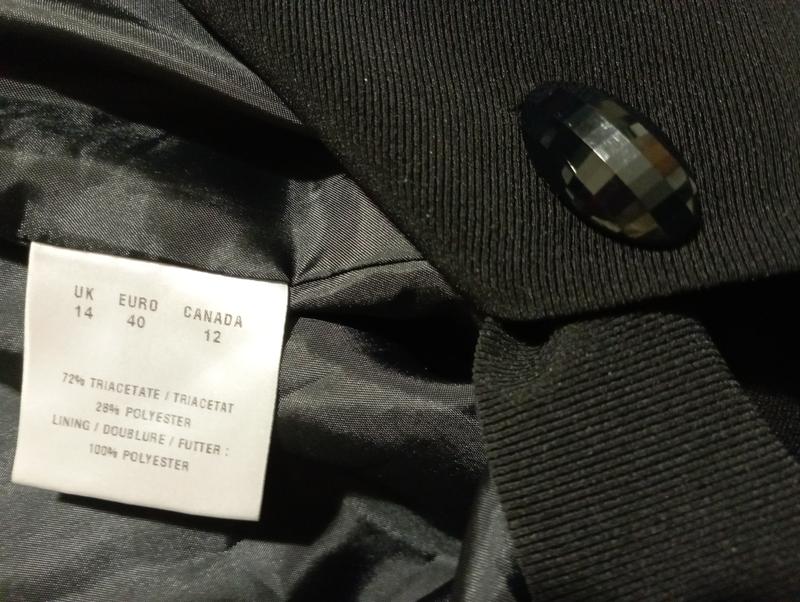 UK EURO CANADA
14 40 12
72% TRIACETATE / TRIACETAT
28% POLYESTER
LINING / DOUBLURE / FUTTER :
100% POLYESTER